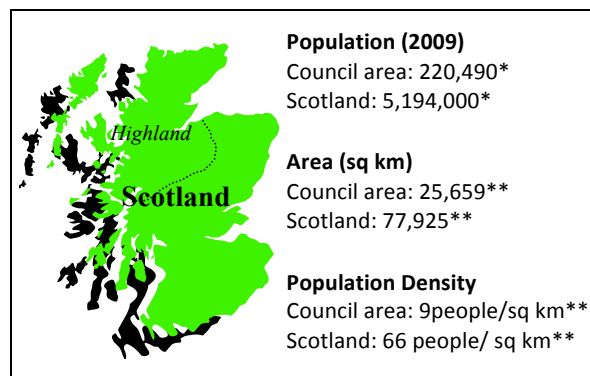 Highland
Scotland
Population (2009)
Council area: 220,490*
Scotland: 5,194,000*
Area (sq km)
Council area: 25,659**
Scotland: 77,925**
Population Density
Council area: 9people/sq km**
Scotland: 66 people/ sq km**